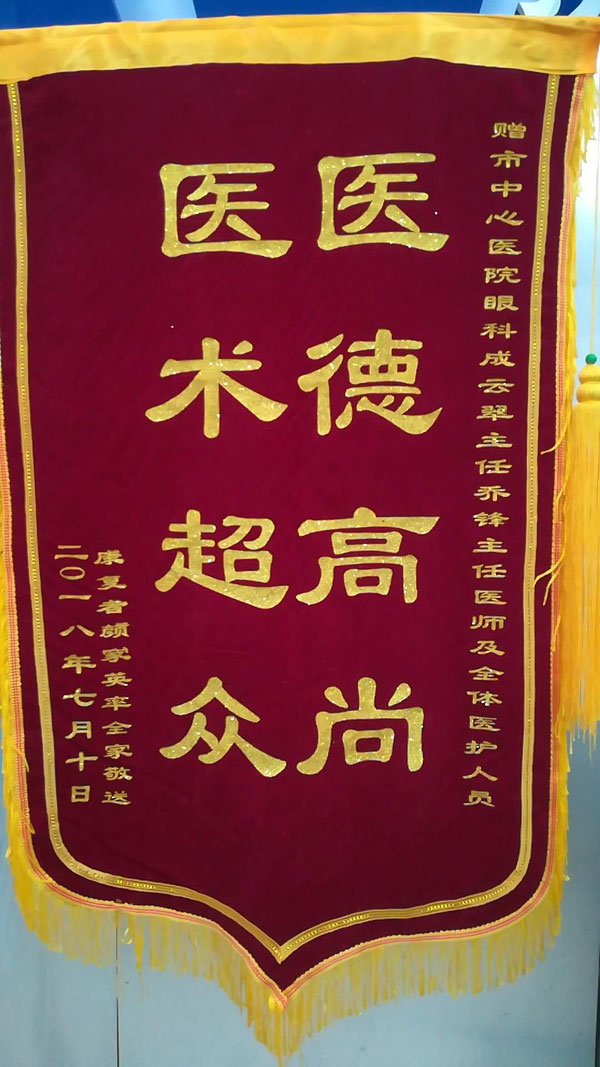 赠市中心医院眼科成云翠主任乔锋主任医师及全体医护人员
医德高尚
医术超众
康复者颜家英率全家敬送
二〇一八年七月十日